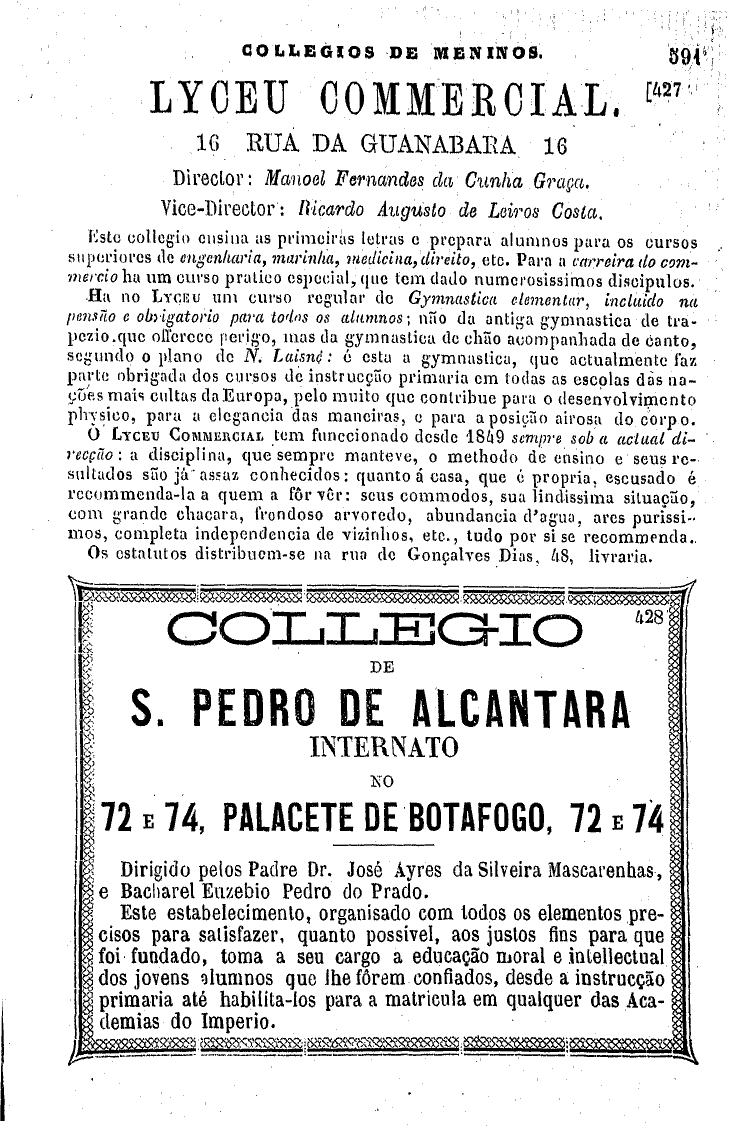 COLLEGIOS DE MENINOS. 591
LYCEU COMMERCIAL. [427
16 RUA DA GUANABARA 16
Director: Manoel Fernandes da Cunha Graça.
Vice-Director: Ricardo Augusto de Leiros Costa.
Este collegio ensina as primeiras letras e prepara alumnos para os cursos
superiores de engenharia, marinha, medicina, direito, etc. Para a carreira do com-
mercio ha um curso pratico especial, que tem dado numerosissimos discipulos.
Ha no LYCEU um curso regular de Gymnastica elementar, incluido na
pensão e obrigatorio para todos os alumnos; não da antiga gymnastica de tra-
pezio que offerece perigo, mas da gymnastica de chão acompanhada de canto,
segundo o plano de N. Laisné: é esta a gymnastica, que actualmente faz
parte obrigada dos cursos de instrucção primaria em todas as escolas das na-
ções mais cultas da Europa, pelo muito que contribue para o desenvolvimento
physico, para a elegancia das maneiras, e para a posição airosa do corpo.
O LYCEU COMMERCIAL tem funccionado desde 1849 sempre sob a actual di-
recção: a disciplina, que sempre manteve, o methodo de ensino e seus re-
sultados são já assaz conhecidos: quanto á casa, que é propria, escusado é
recommenda-la a quem a fôr vêr: seus commodos, sua lindissima situação,
com grande chacara, frondoso arvoredo, abundancia d'agua, ares purissi-
mos, completa independencia de vizinhos, etc., tudo por si se recommenda.
Os estatutos distribuem-se na rua de Gonçalves Dias, 48, livraria.
COLLEGIO 428
DE
S. PEDRO DE ALCANTARA
INTERNATO
NO
72 E 74, PALACETE DE BOTAFOGO, 72 E 74
Dirigido pelos Padre Dr. José Ayres da Silveira Mascarenhas,
e Bacharel Euzebio Pedro do Prado.
Este estabelecimento, organisado com todos os elementos pre-
cisos para satisfazer, quanto possivel, aos justos fins para que
foi fundado, toma a seu cargo a educação moral e intellectual
dos jovens alumnos que lhe fôrem confiados, desde a instrucção
primaria até habilita-los para a matricula em qualquer das Aca-
demias do Imperio.